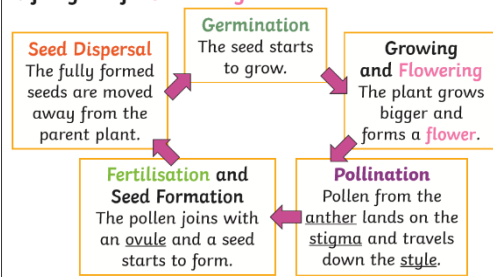 Germination
The seed starts
to grow.
Growing
and Flowering
The plant grows
bigger and
forms a flower.
Pollination
Pollen from the
anther lands on the
stigma and travels
down the style.
Fertilisation and
Seed Formation
The pollen joins with
an ovule and a seed
starts to form.
Seed Dispersal
The fully formed
seeds are moved
away from the
parent plant.